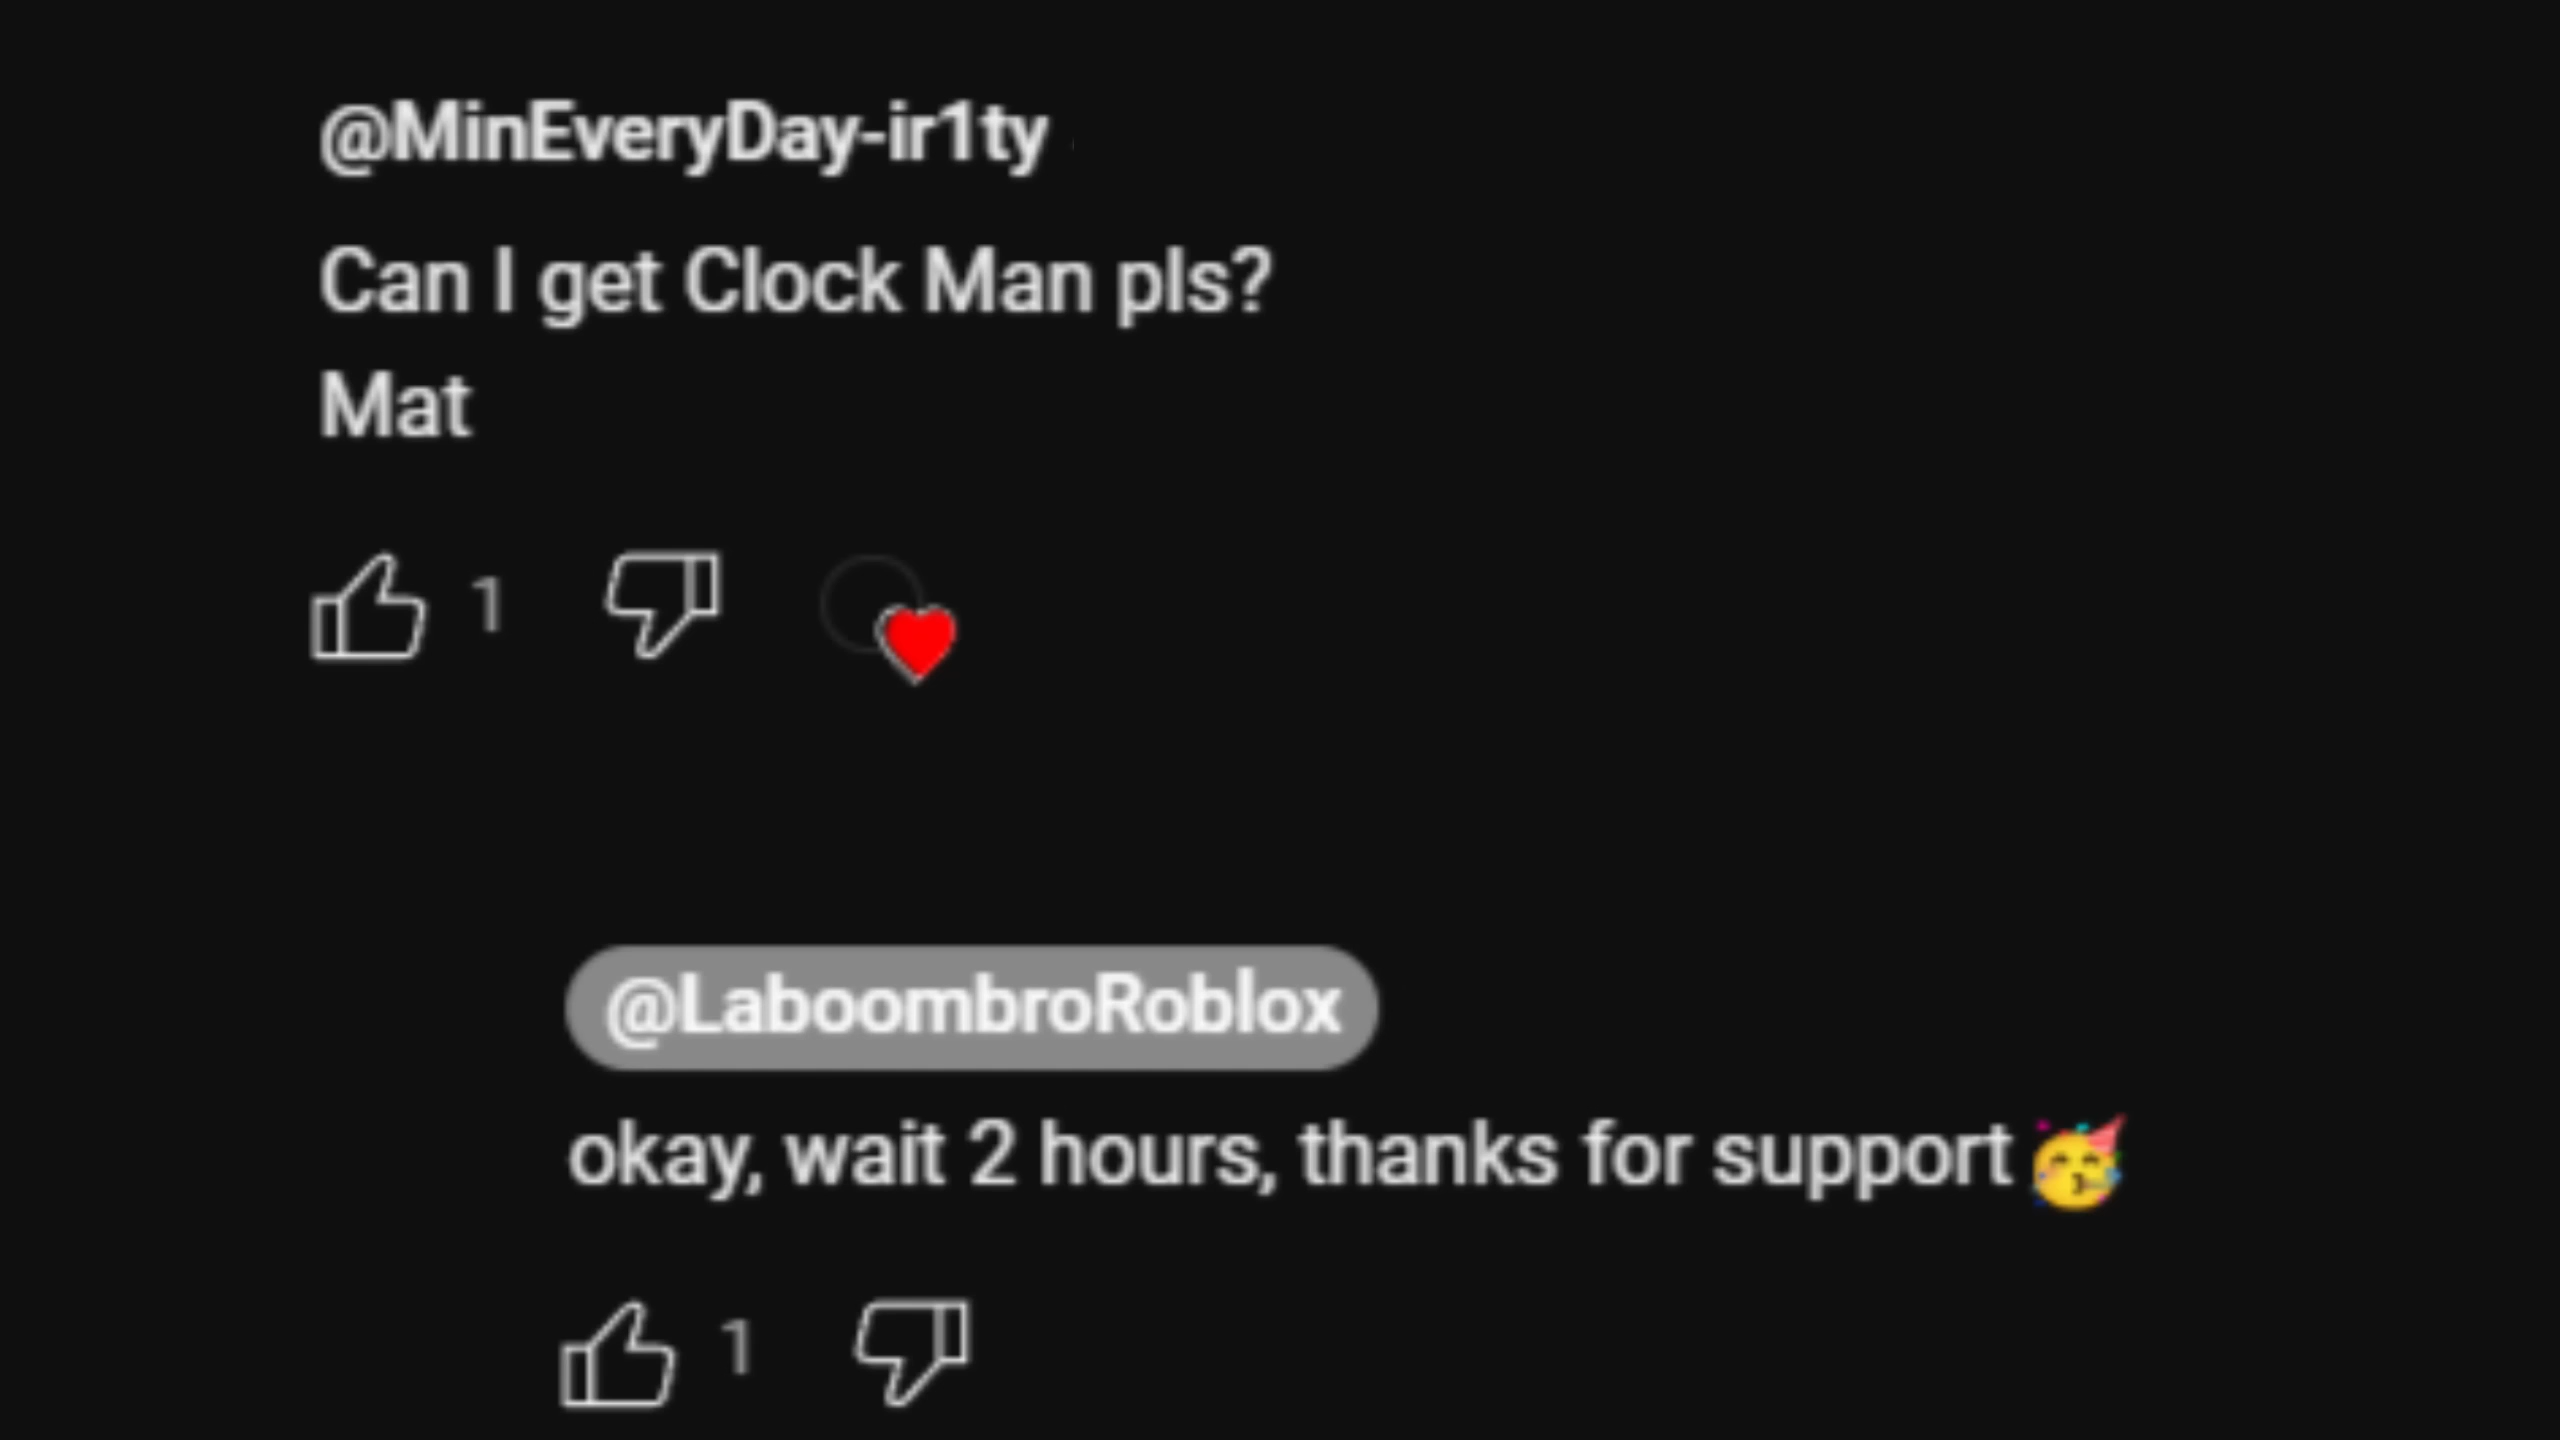 @MinEveryDay-ir1ty
Can I get Clock Man pls?
Mat
1
@LaboombroRoblox
okay, wait 2 hours, thanks for support 🥳
1